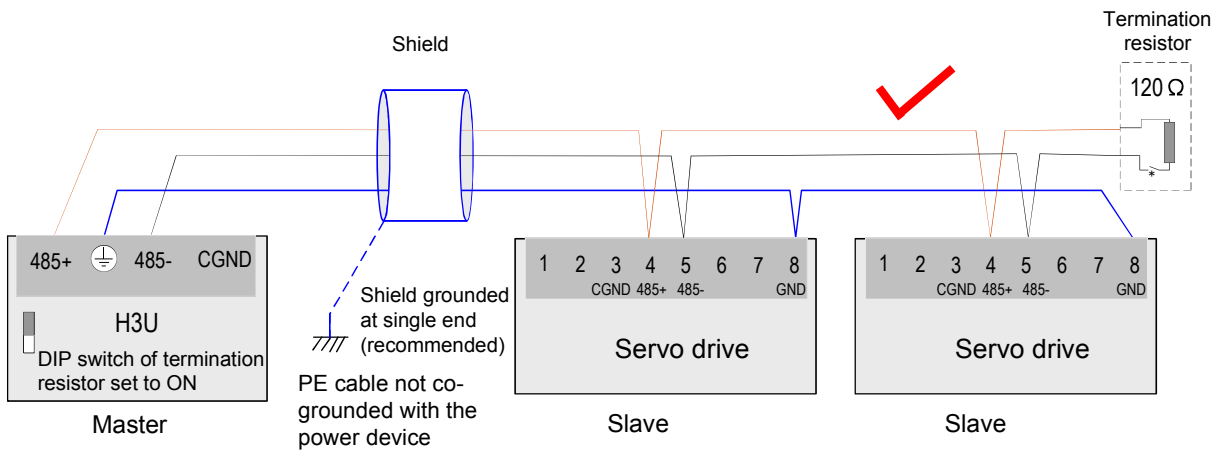 Termination
resistor
Shield
120 Ω
485+ 485- CGND
H3U
DIP switch of termination
resistor set to ON
Master
Shield grounded
at single end
(recommended)
PE cable not co-
grounded with the
power device
1 2 3 4 5 6 7 8
CGND 485+ 485- GND
Servo drive
Slave
1 2 3 4 5 6 7 8
CGND 485+ 485- GND
Servo drive
Slave
*